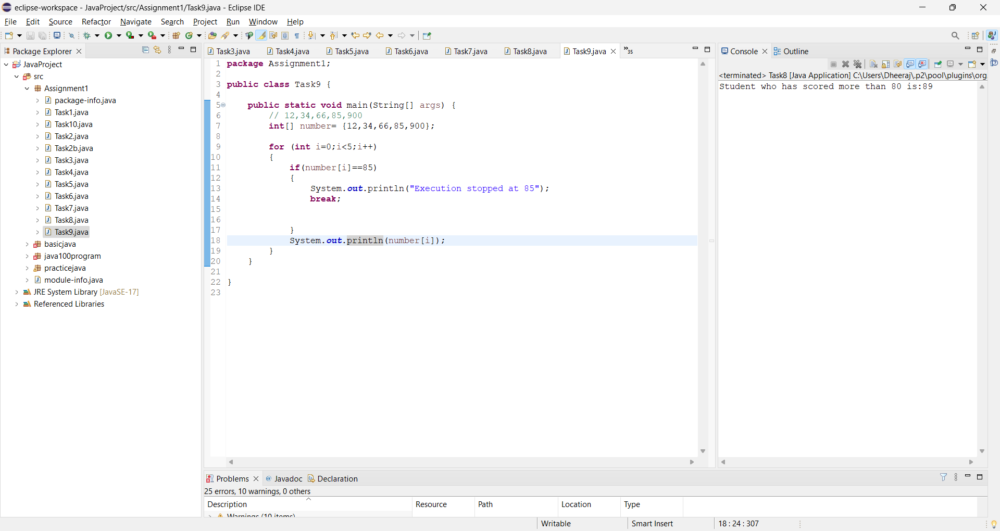 eclipse-workspace - JavaProject/src/Assignment1/Task9.java - Eclipse IDE
File Edit Source Refactor Navigate Search Project Run Window Help
Package Explorer
JavaProject
src
Assignment1
package-info.java
Task1.java
Task10.java
Task2.java
Task2b.java
Task3.java
Task4.java
Task5.java
Task6.java
Task7.java
Task8.java
Task9.java
basicjava
java100program
practicejava
module-info.java
JRE System Library [JavaSE-17]
Referenced Libraries
Task3.java Task4.java Task5.java Task6.java Task7.java Task8.java Task9.java »35
1 package Assignment1;
2
3 public class Task9 {
4
5 public static void main(String[] args) {
6 // 12,34,66,85,900
7 int[] number= {12,34,66,85,900};
8
9 for (int i=0;i<5;i++)
10 {
11 if(number[i]==85)
12 {
13 System.out.println("Execution stopped at 85");
14 break;
15
16
17 }
18 System.out.println(number[i]);
19 }
20 }
21
22 }
23
Console Outline
<terminated> Task8 [Java Application] C:\Users\Dheeraj\.p2\pool\plugins\org
Student who has scored more than 80 is:89
Problems @ Javadoc Declaration
25 errors, 10 warnings, 0 others
Description Resource Path Location Type
Warnings (10 items)
Writable Smart Insert 18 : 24 : 307